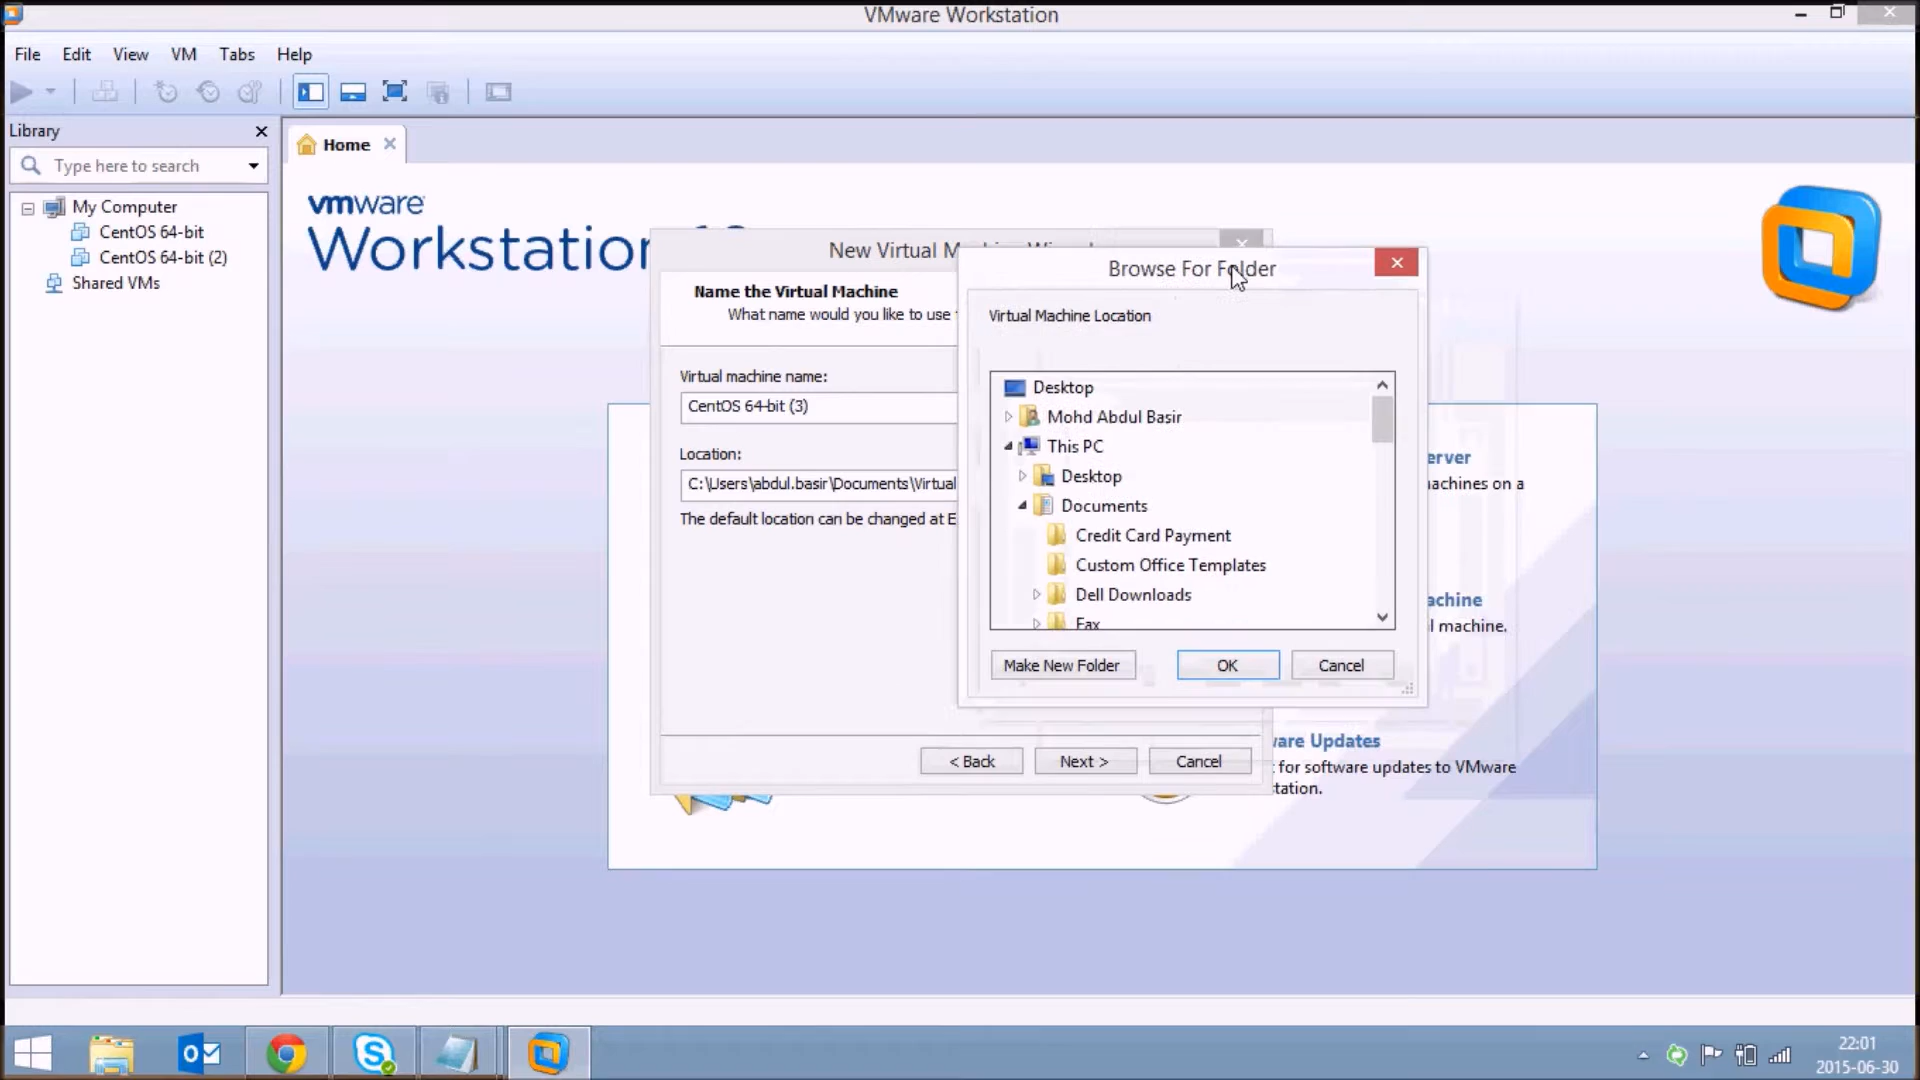 VMware Workstation
File Edit View VM Tabs Help
Library
Type here to search
My Computer
CentOS 64-bit
CentOS 64-bit (2)
Shared VMs
Home
vmware
Workstation
New Virtual M
Name the Virtual Machine
What name would you like to use
Virtual machine name:
CentOS 64-bit (3)
Location:
C:\Users\abdul.basir\Documents\Virtual
The default location can be changed at E
< Back
Next >
Cancel
Browse For Folder
Virtual Machine Location
Desktop
Mohd Abdul Basir
This PC
Desktop
Documents
Credit Card Payment
Custom Office Templates
Dell Downloads
Fax
Make New Folder
OK
Cancel
erver
achines on a
achine
l machine.
are Updates
for software updates to VMware
tation.
22:01
2015-06-30